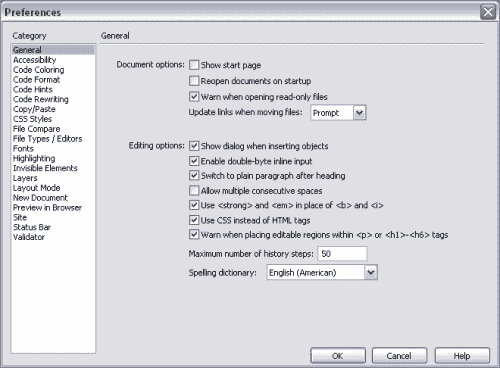 Preferences
Category
General
Accessibility
Code Coloring
Code Format
Code Hints
Code Rewriting
Copy/Paste
CSS Styles
File Compare
File Types / Editors
Fonts
Highlighting
Invisible Elements
Layers
Layout Mode
New Document
Preview in Browser
Site
Status Bar
Validator
General
Document options: Show start page
Reopen documents on startup
Warn when opening read-only files
Update links when moving files: Prompt
Editing options: Show dialog when inserting objects
Enable double-byte inline input
Switch to plain paragraph after heading
Allow multiple consecutive spaces
Use <strong> and <em> in place of <b> and <i>
Use CSS instead of HTML tags
Warn when placing editable regions within <p> or <h1>-<h6> tags
Maximum number of history steps: 50
Spelling dictionary: English (American)
OK Cancel Help